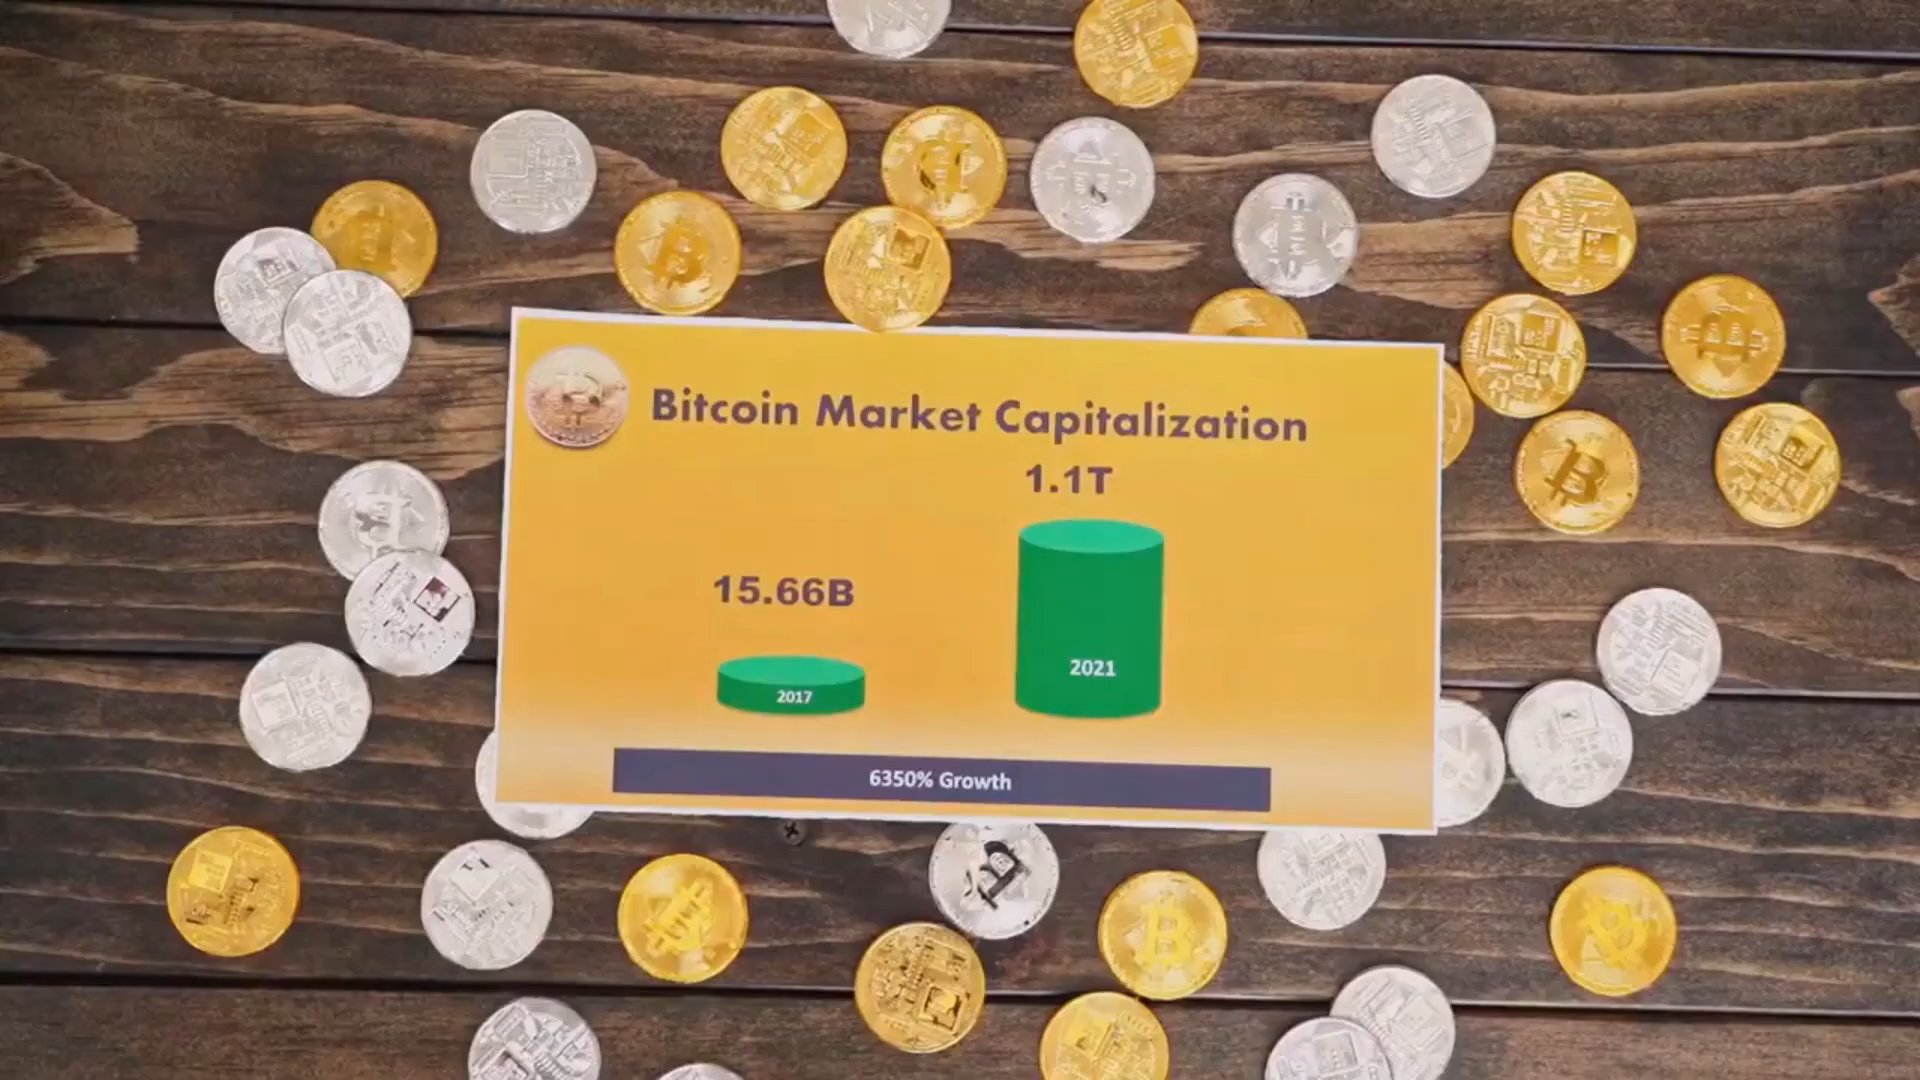 Bitcoin Market Capitalization
1.1T
15.66B
2021
2017
6350% Growth